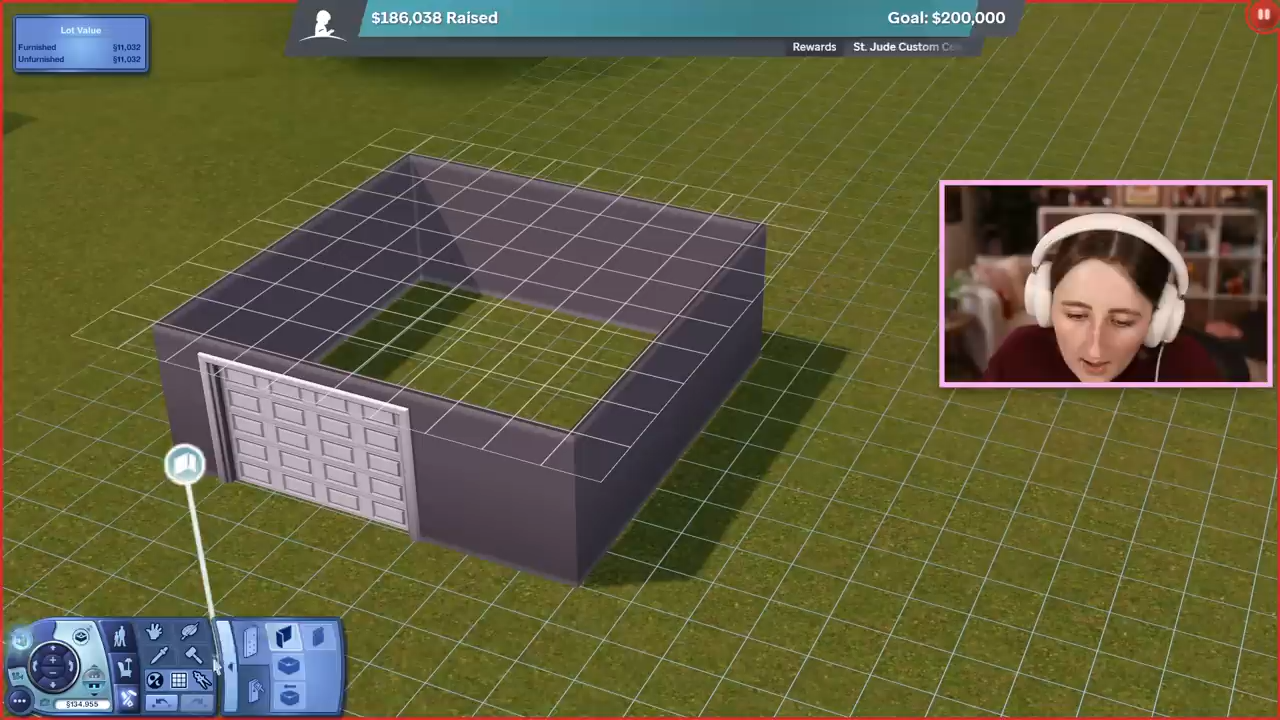 $186,038 Raised
Goal: $200,000
Rewards
St. Jude Custom
Lot Value
Furnished §11,032
Unfurnished §11,032
§134,955